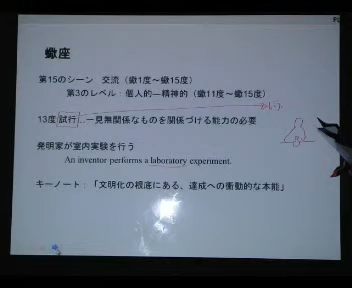 蠍座
第15のシーン　交流（蠍1度～蠍15度）
第3のレベル：個人的―精神的（蠍11度～蠍15度）
13度 試行 ― 一見無関係なものを関係づける能力の必要
発明家が室内実験を行う
An inventor performs a laboratory experiment.
キーノート：「文明化の根底にある、達成への衝動的な本能」